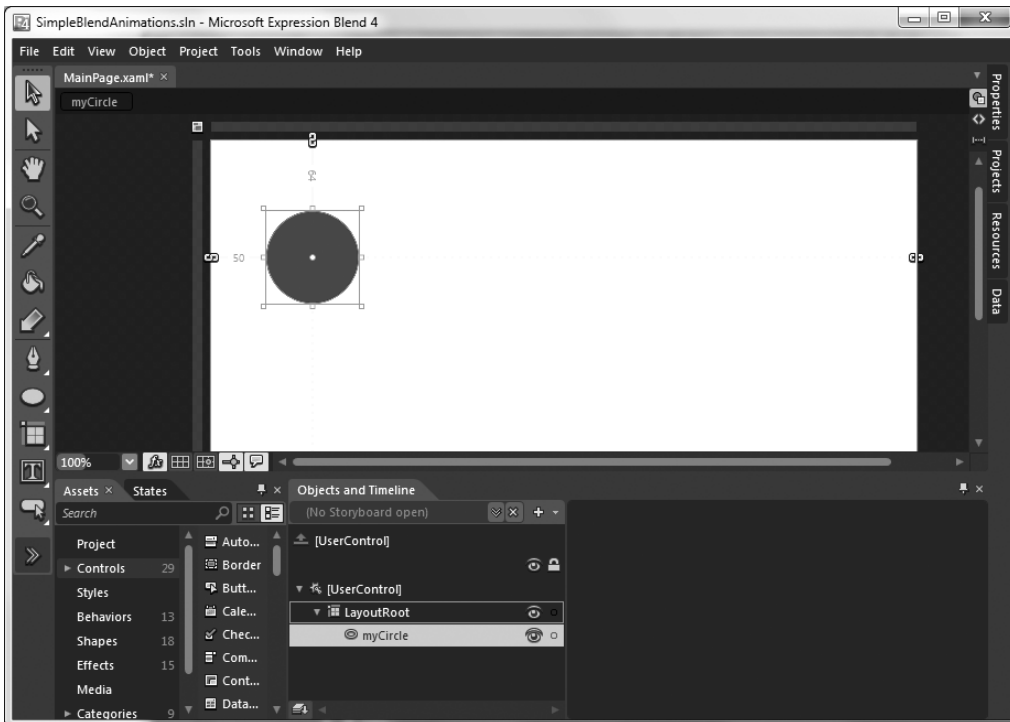 SimpleBlendAnimations.sln - Microsoft Expression Blend 4
File Edit View Object Project Tools Window Help
MainPage.xaml* ×
myCircle
64
50
Properties
Projects
Resources
Data
100%
fx
T
Assets × States
Search
Project
Controls 29
Styles
Behaviors 13
Shapes 18
Effects 15
Media
Categories 9
Auto...
Border
Butt...
Cale...
Chec...
Com...
Cont...
Data...
Objects and Timeline
(No Storyboard open)
[UserControl]
[UserControl]
LayoutRoot
myCircle